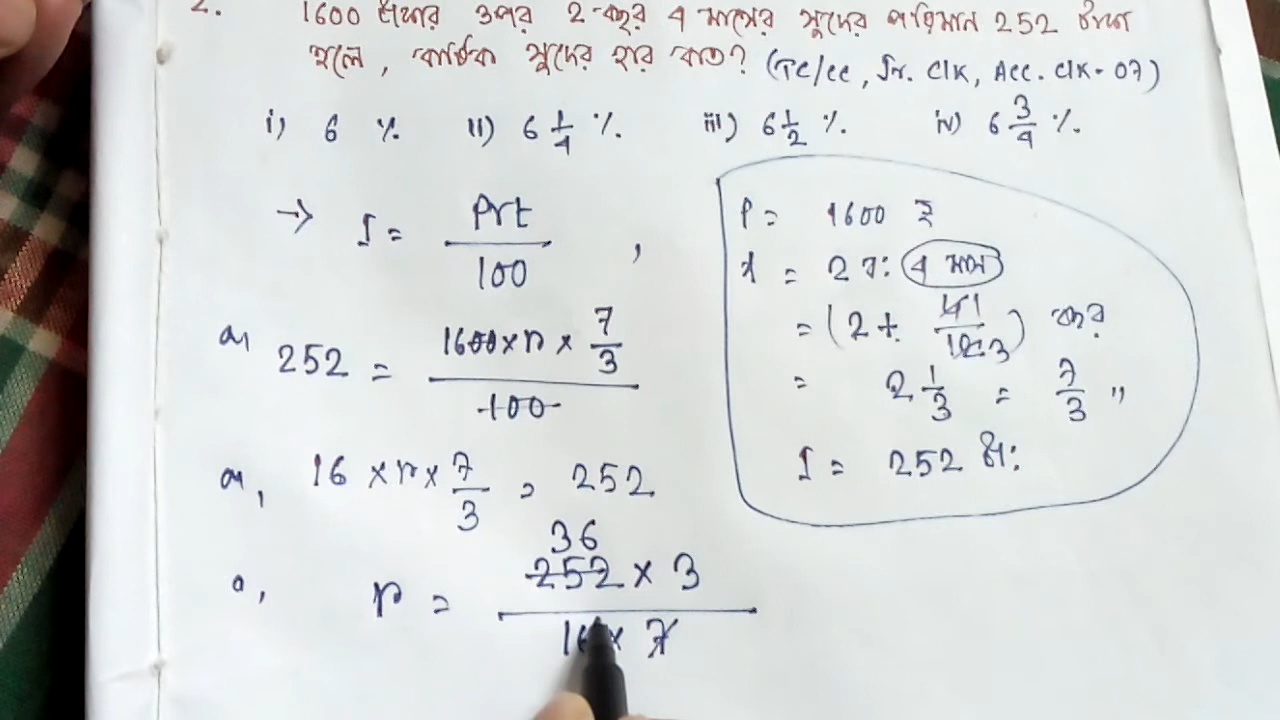 2. 1600 টাকার ওপর 2 বছর 4 মাসের সুদের পরিমান 252 টাকা
হলে, বার্ষিক সুদের হার কত? (TC/CC, Jr. Clk, Acc. Clk - 07)
i) 6 %. ii) 6 1/4 %. iii) 6 1/2 %. iv) 6 3/4 %.
→ I = Prt / 100 ,
P = 1600 ₹
t = 2 ব: 4 মাস
= (2 + 4 1 / 12 3) বছর
= 2 1/3 = 7/3 "
I = 252 টা:
বা 252 = 1600 × r × 7/3 / 100
বা, 16 × r × 7/3 = 252
বা, r = 36 252 × 3 / 16 × 7